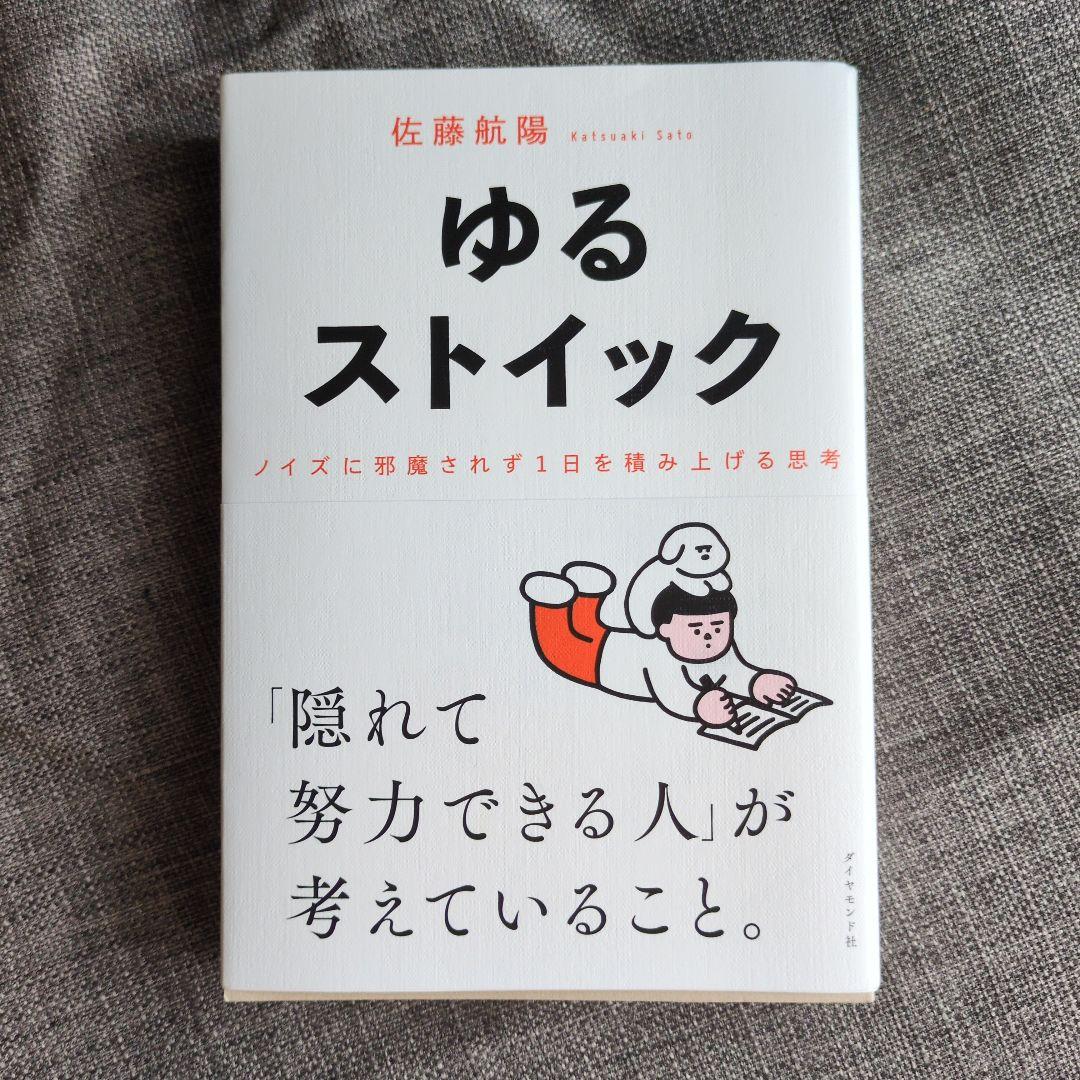 佐藤航陽 Katsuaki Sato
ゆる
ストイック
ノイズに邪魔されず1日を積み上げる思考
「隠れて
努力できる人」が
考えていること。
ダイヤモンド社